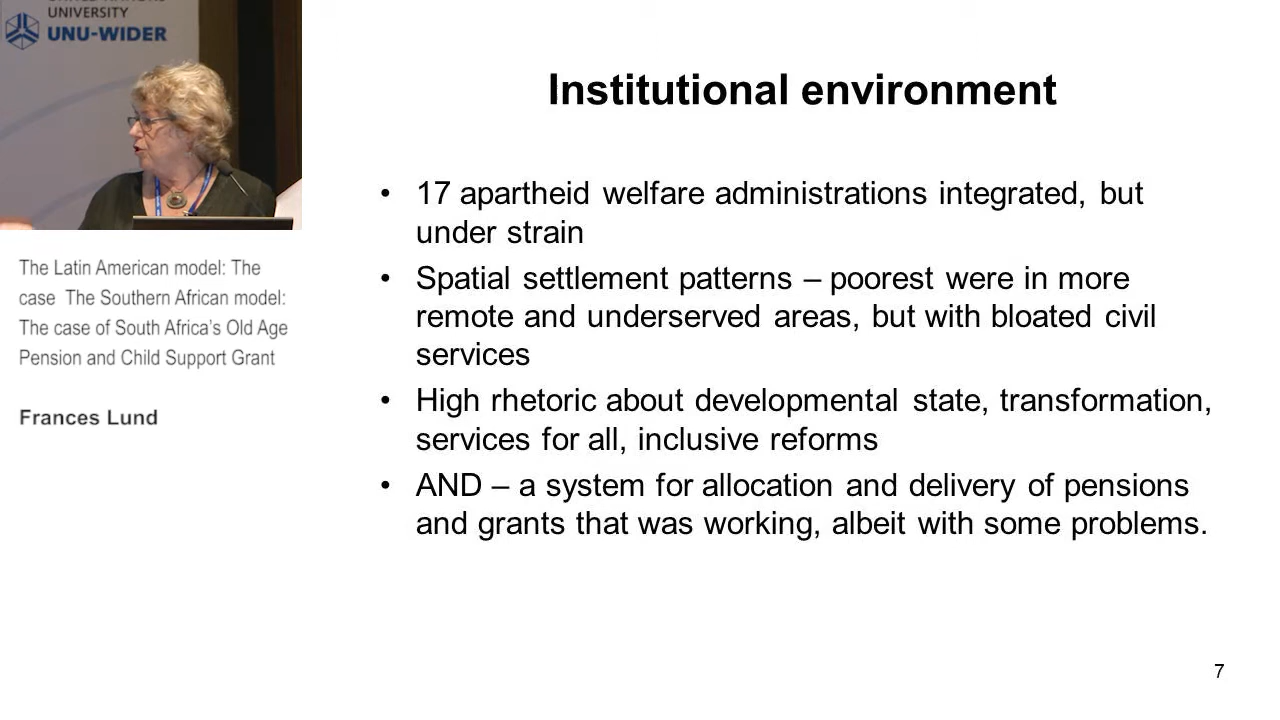 UNIVERSITY
UNU-WIDER
The Latin American model: The
case The Southern African model:
The case of South Africa's Old Age
Pension and Child Support Grant
Frances Lund
Institutional environment
• 17 apartheid welfare administrations integrated, but
under strain
• Spatial settlement patterns – poorest were in more
remote and underserved areas, but with bloated civil
services
• High rhetoric about developmental state, transformation,
services for all, inclusive reforms
• AND – a system for allocation and delivery of pensions
and grants that was working, albeit with some problems.
7